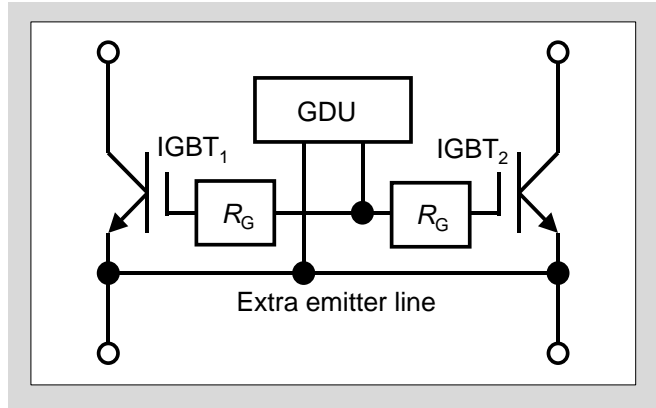 GDU
IGBT1
IGBT2
RG
RG
Extra emitter line